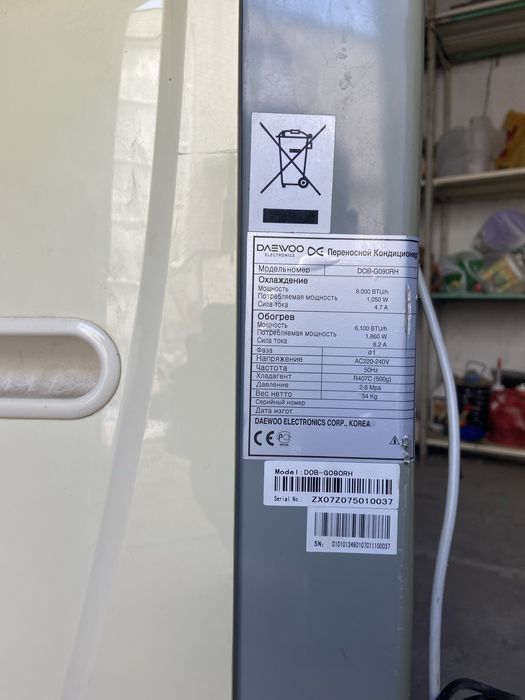 DAEWOO ELECTRONICS Переносной Кондиционер
Модель номер DOB-G090RH
Охлаждение
Мощность 9,000 BTU/h
Потребляемая мощность 1,050 W
Сила тока 4.7 A
Обогрев
Мощность 6,100 BTU/h
Потребляемая мощность 1,860 W
Сила тока 8.2 A
Фаза ø1
Напряжение AC220-240V
Частота 50Hz
Хладагент R407C (500g)
Давление 2.6 Mpa
Вес нетто 34 Kg
Серийный номер
Дата изгот
DAEWOO ELECTRONICS CORP., KOREA
CE
Model : DOB-G090RH
Serial No.: ZX07Z075010037
SN: C101013490107011100037